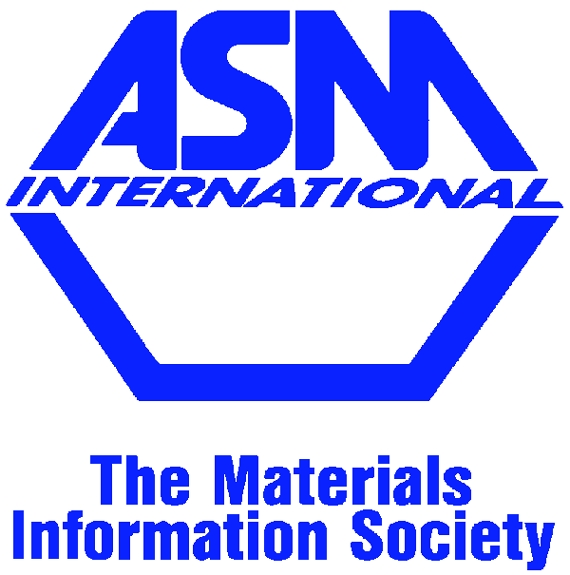 ASM
INTERNATIONAL
The Materials
Information Society